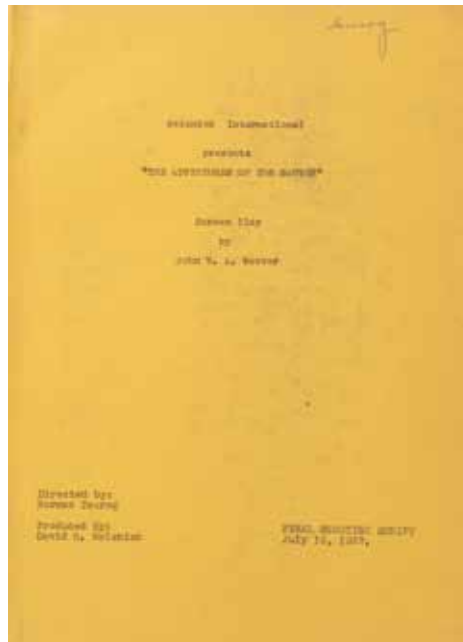 Selznick International
presents
"THE ADVENTURES OF TOM SAWYER"
Screen Play
by
John V. A. Weaver
Directed by:
Norman Taurog
Produced by:
David O. Selznick
FINAL SHOOTING SCRIPT
July 1937.